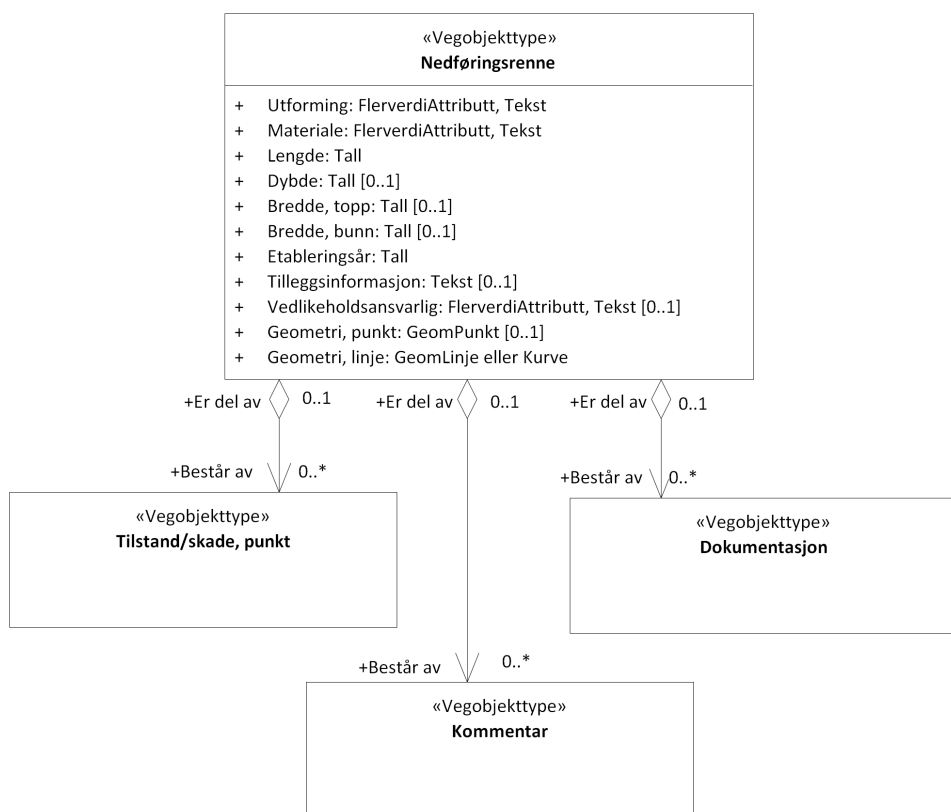 «Vegobjekttype»
Nedføringsrenne
+ Utforming: FlerverdiAttributt, Tekst
+ Materiale: FlerverdiAttributt, Tekst
+ Lengde: Tall
+ Dybde: Tall [0..1]
+ Bredde, topp: Tall [0..1]
+ Bredde, bunn: Tall [0..1]
+ Etableringsår: Tall
+ Tilleggsinformasjon: Tekst [0..1]
+ Vedlikeholdsansvarlig: FlerverdiAttributt, Tekst [0..1]
+ Geometri, punkt: GeomPunkt [0..1]
+ Geometri, linje: GeomLinje eller Kurve
+Er del av 0..1 +Er del av 0..1 +Er del av 0..1
+Består av 0..* +Består av 0..*
«Vegobjekttype»
Tilstand/skade, punkt
«Vegobjekttype»
Dokumentasjon
+Består av 0..*
«Vegobjekttype»
Kommentar